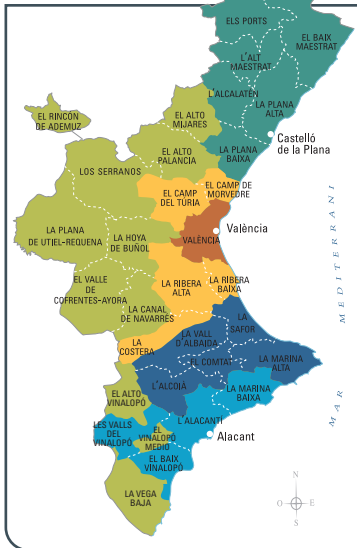 ELS PORTS
EL BAIX
MAESTRAT
L'ALT
MAESTRAT
L'ALCALATÉN
LA PLANA
ALTA
EL RINCÓN
DE ADEMUZ
EL ALTO
MIJARES
Castelló
de la Plana
EL ALTO
PALANCIA
LA PLANA
BAIXA
LOS SERRANOS
EL CAMP
DEL TÚRIA
EL CAMP DE
MORVEDRE
LA PLANA
DE UTIEL-REQUENA
LA HOYA
DE BUÑOL
VALÈNCIA
València
EL VALLE
DE
COFRENTES-AYORA
LA RIBERA
ALTA
LA RIBERA
BAIXA
LA CANAL
DE NAVARRÉS
LA
SAFOR
LA
COSTERA
LA VALL
D'ALBAIDA
EL COMTAT
LA MARINA
ALTA
L'ALCOIÀ
LA MARINA
BAIXA
EL ALTO
VINALOPÓ
L'ALACANTÍ
LES VALLS
DEL
VINALOPÓ
EL
VINALOPÓ
MEDIO
Alacant
EL BAIX
VINALOPÓ
LA VEGA
BAJA
MAR MEDITERRANI
N
O E
S